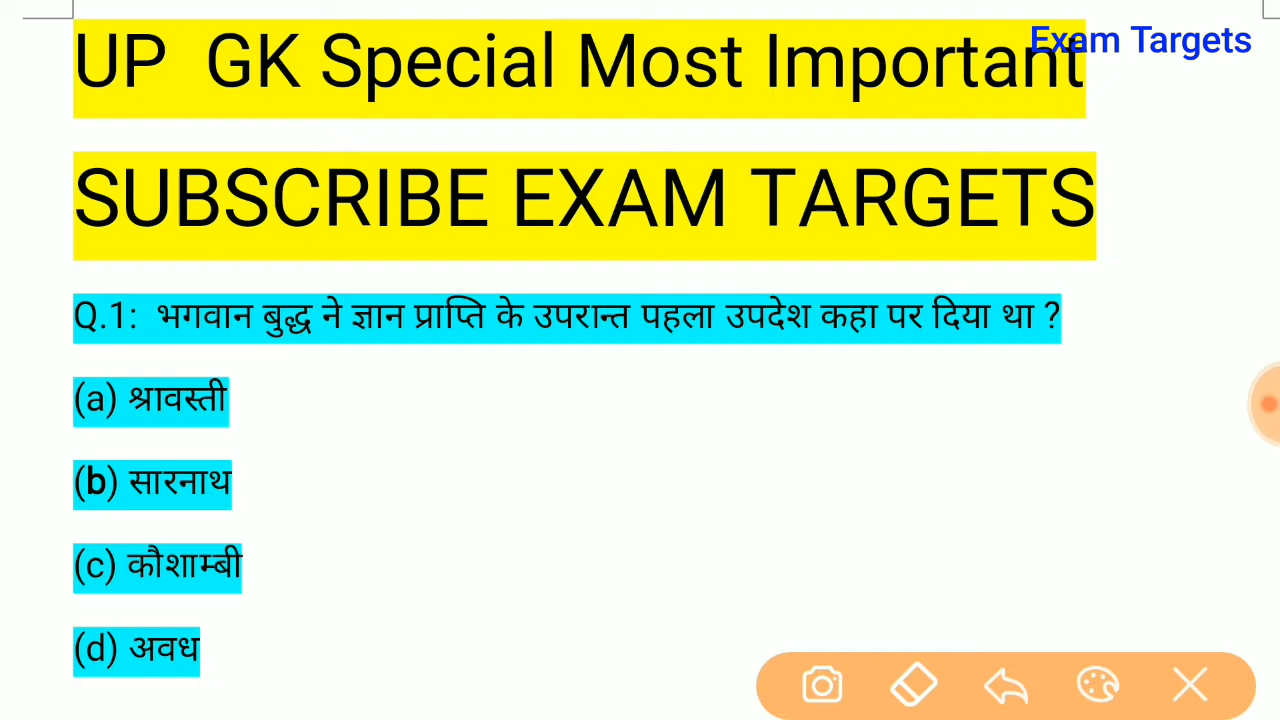 UP GK Special Most Important
Exam Targets
SUBSCRIBE EXAM TARGETS
Q.1: भगवान बुद्ध ने ज्ञान प्राप्ति के उपरान्त पहला उपदेश कहा पर दिया था ?
(a) श्रावस्ती
(b) सारनाथ
(c) कौशाम्बी
(d) अवध